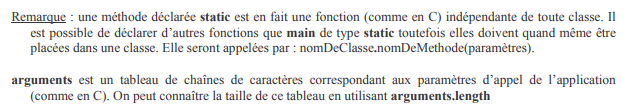 Remarque : une méthode déclarée static est en fait une fonction (comme en C) indépendante de toute classe. Il
est possible de déclarer d'autres fonctions que main de type static toutefois elles doivent quand même être
placées dans une classe. Elle seront appelées par : nomDeClasse.nomDeMethode(paramètres).
arguments est un tableau de chaînes de caractères correspondant aux paramètres d'appel de l'application
(comme en C). On peut connaître la taille de ce tableau en utilisant arguments.length